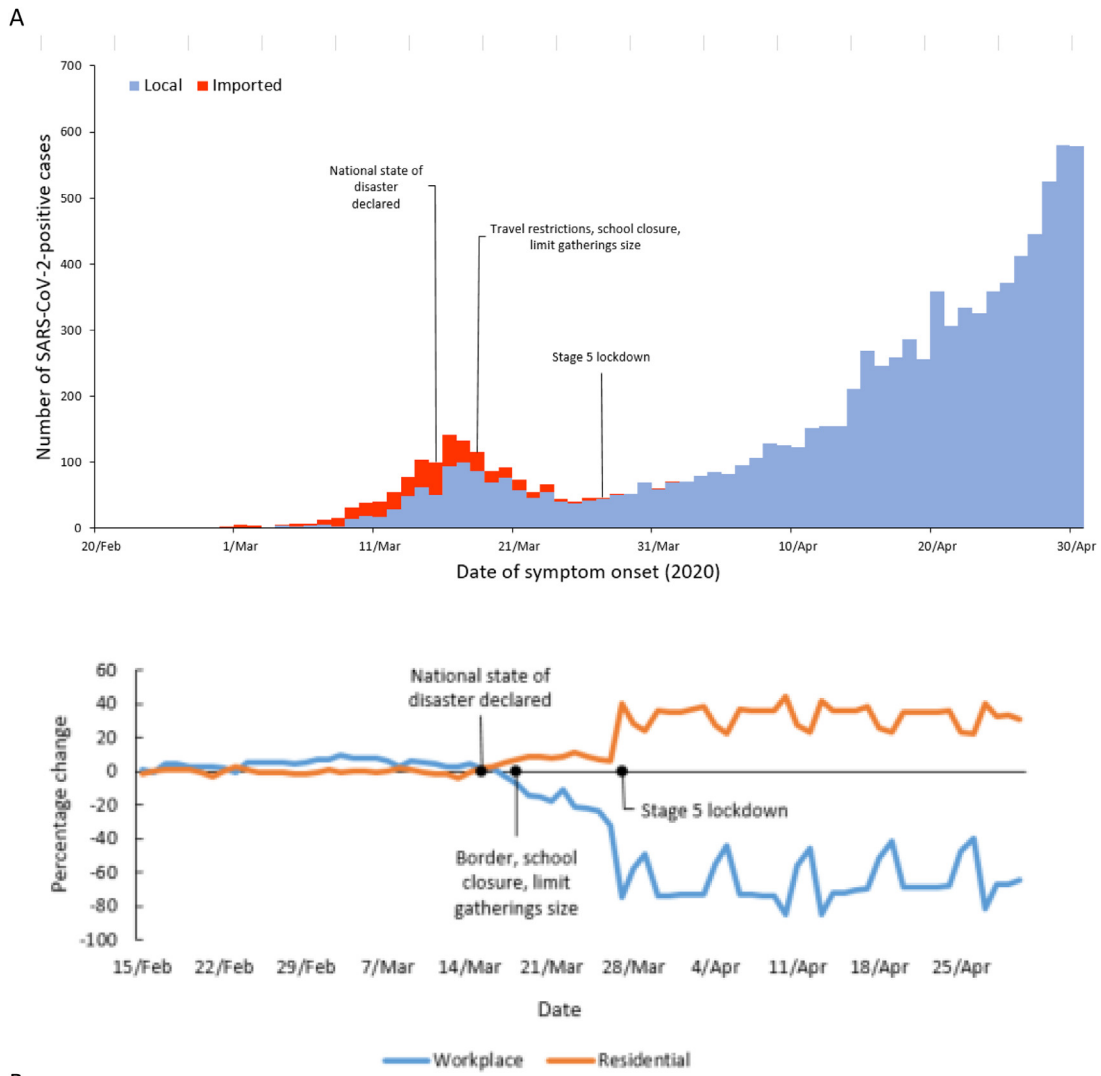 A
700
Local Imported
600
National state of
disaster
declared
500
Travel restrictions, school closure,
limit gatherings size
400
Stage 5 lockdown
300
200
100
0
Number of SARS-CoV-2-positive cases
20/Feb 1/Mar 11/Mar 21/Mar 31/Mar 10/Apr 20/Apr 30/Apr
Date of symptom onset (2020)
60
National state of
disaster declared
40
20
0
-20
Stage 5 lockdown
-40
Border, school
closure, limit
gatherings size
-60
-80
-100
Percentage change
15/Feb 22/Feb 29/Feb 7/Mar 14/Mar 21/Mar 28/Mar 4/Apr 11/Apr 18/Apr 25/Apr
Date
Workplace Residential